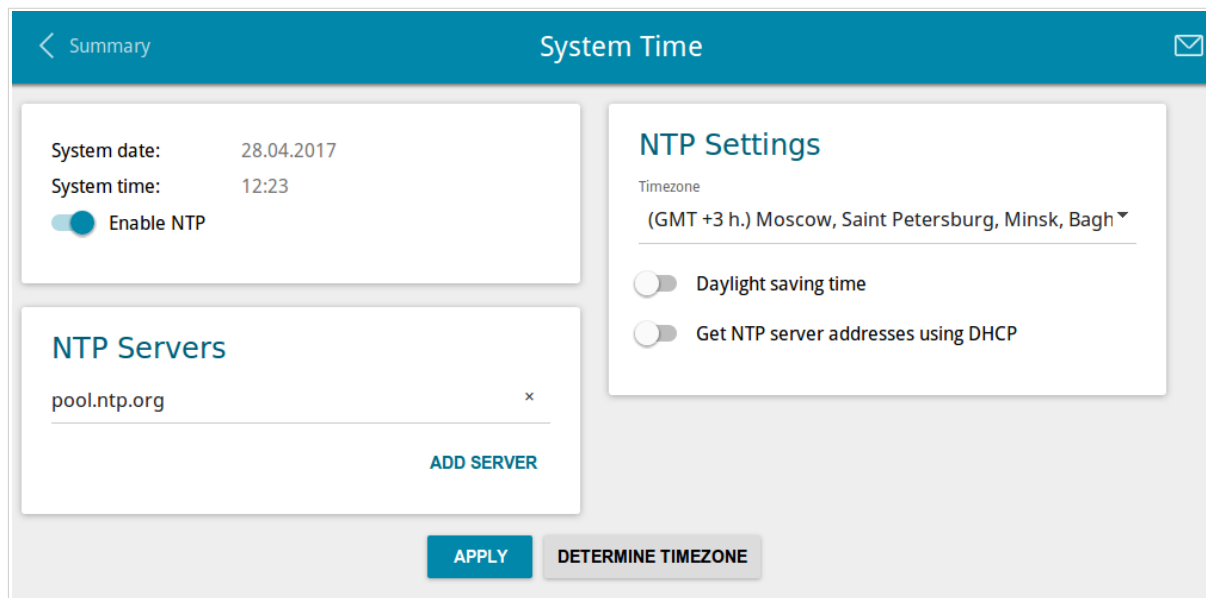 Summary
System Time
System date: 28.04.2017
System time: 12:23
Enable NTP
NTP Servers
pool.ntp.org ×
ADD SERVER
NTP Settings
Timezone
(GMT +3 h.) Moscow, Saint Petersburg, Minsk, Bagh
Daylight saving time
Get NTP server addresses using DHCP
APPLY
DETERMINE TIMEZONE